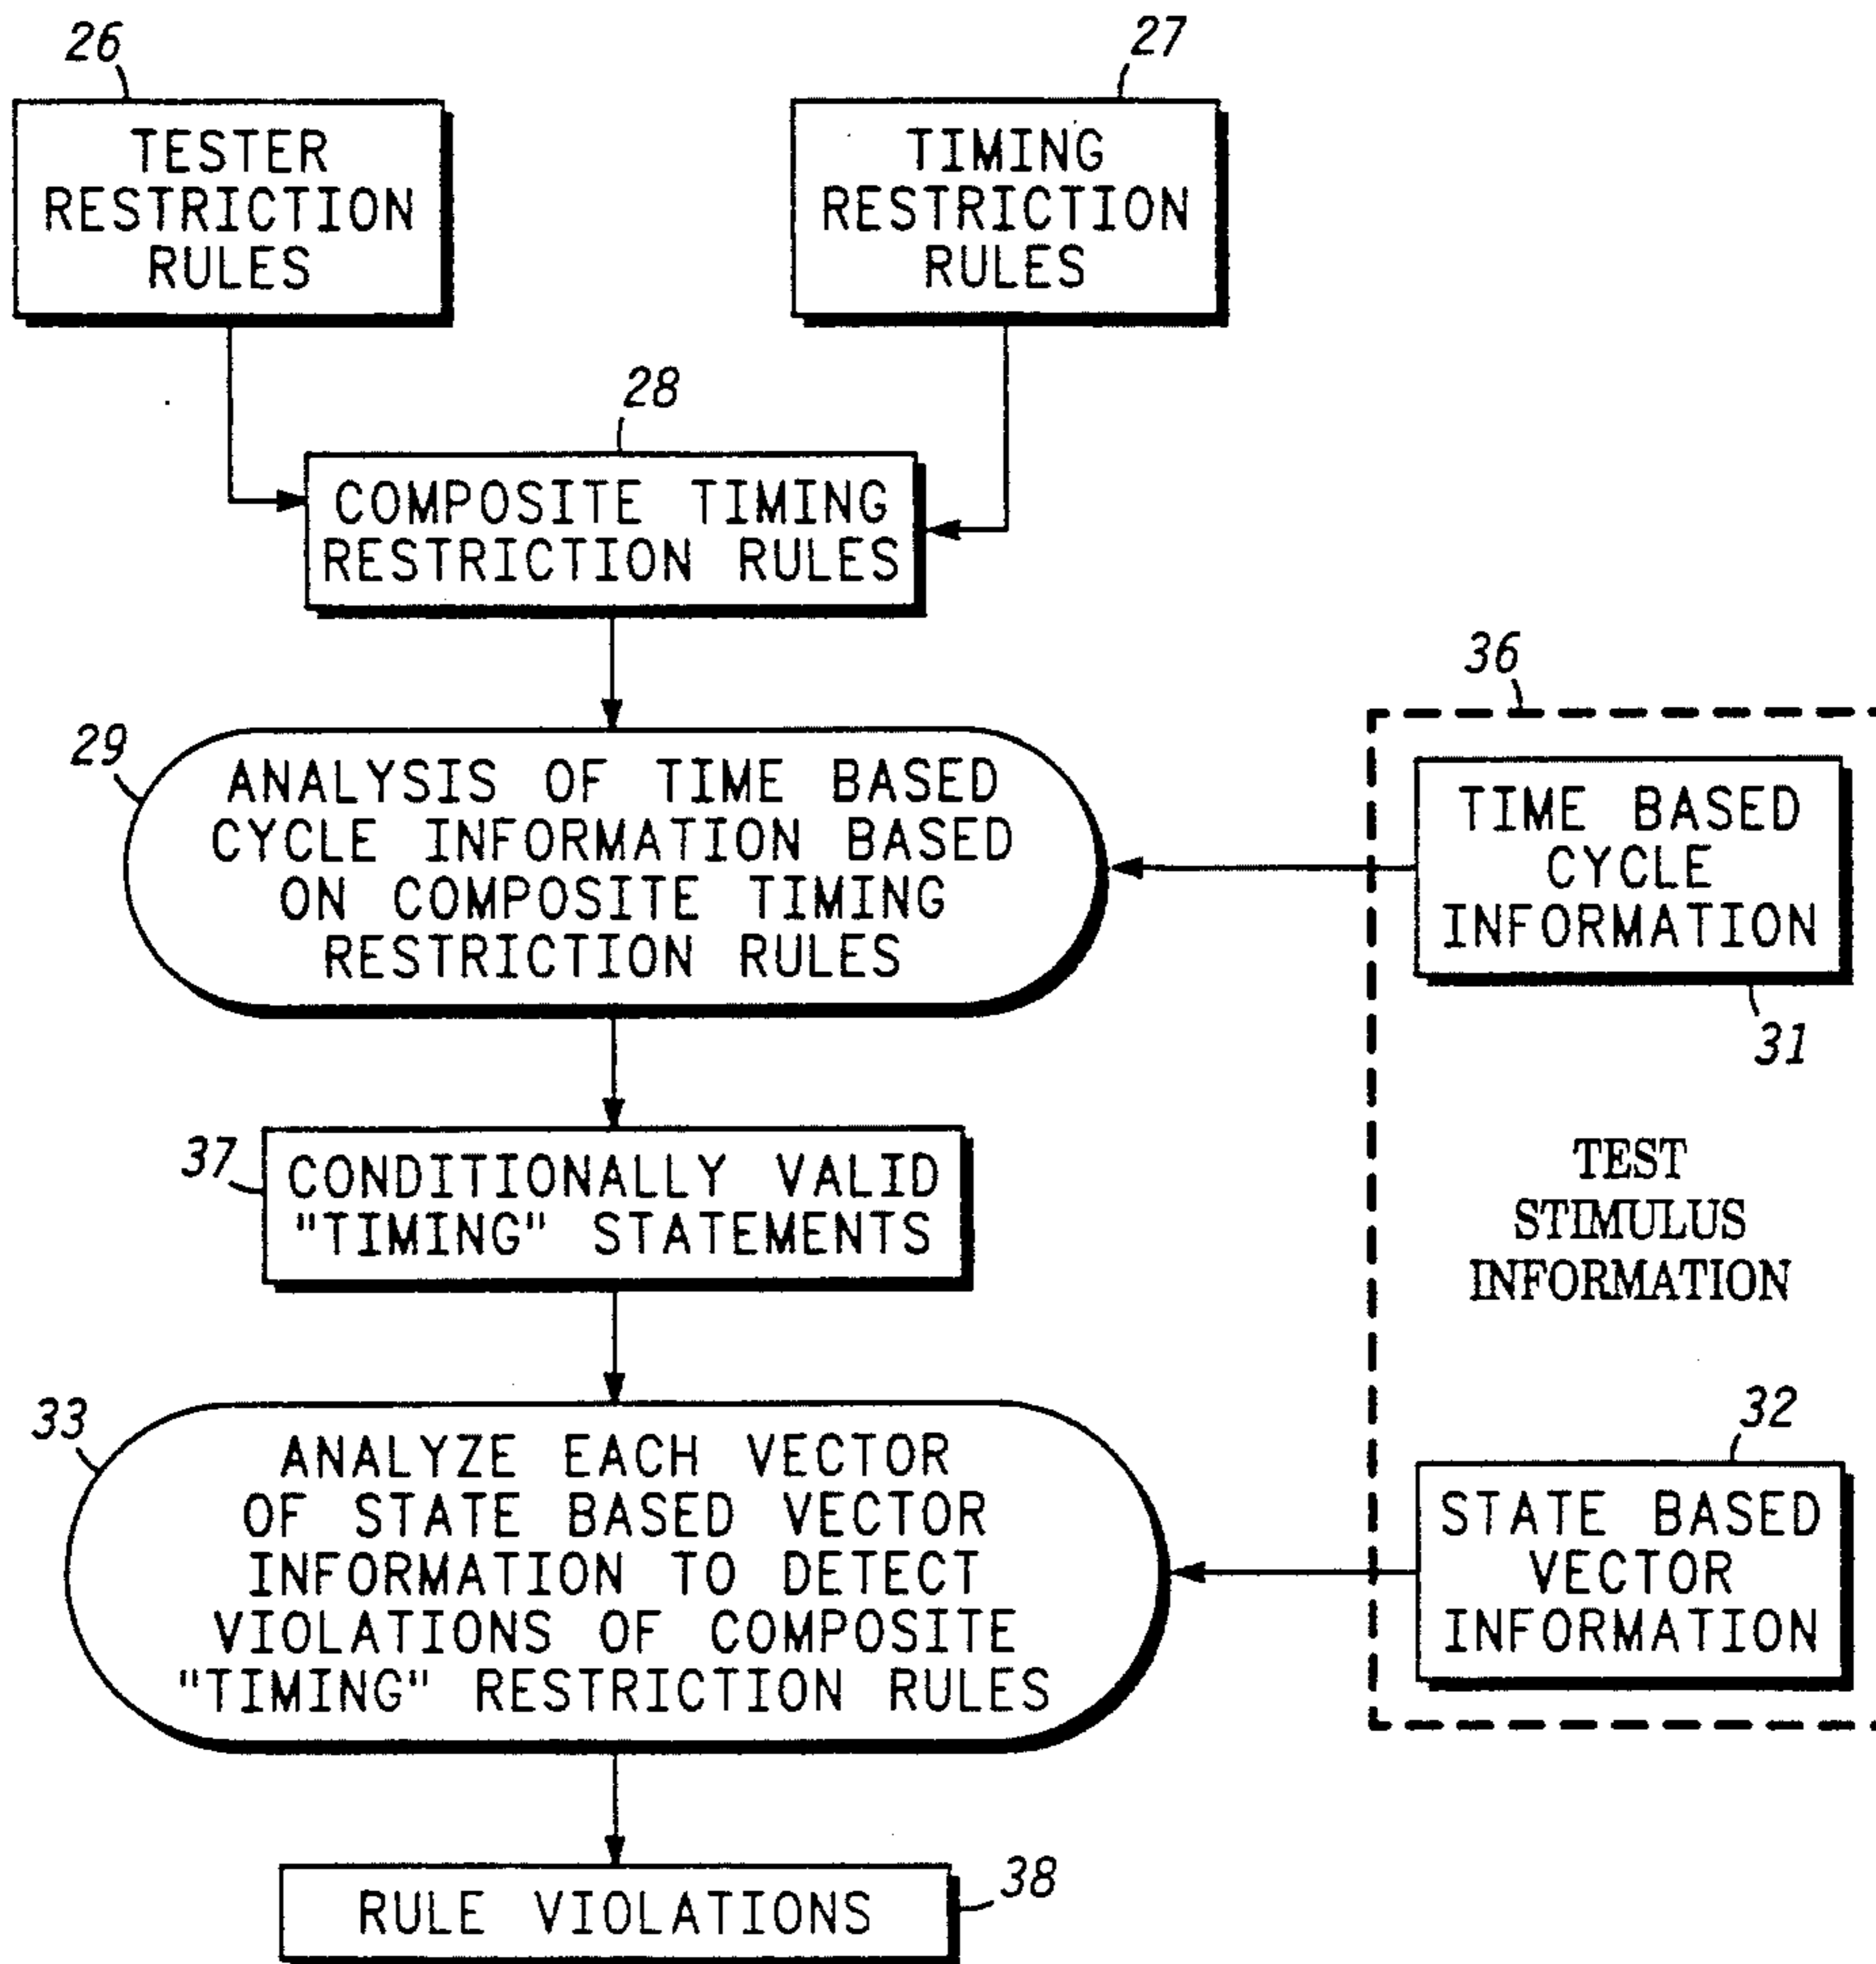 26
TESTER
RESTRICTION
RULES
27
TIMING
RESTRICTION
RULES
28
COMPOSITE TIMING
RESTRICTION RULES
29
ANALYSIS OF TIME BASED
CYCLE INFORMATION BASED
ON COMPOSITE TIMING
RESTRICTION RULES
36
TIME BASED
CYCLE
INFORMATION
31
37
CONDITIONALLY VALID
"TIMING" STATEMENTS
TEST
STIMULUS
INFORMATION
33
ANALYZE EACH VECTOR
OF STATE BASED VECTOR
INFORMATION TO DETECT
VIOLATIONS OF COMPOSITE
"TIMING" RESTRICTION RULES
32
STATE BASED
VECTOR
INFORMATION
RULE VIOLATIONS
38